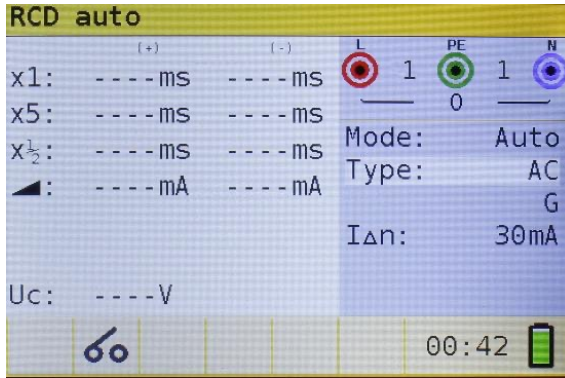 RCD auto
(+) (-)
x1: ----ms ----ms
x5: ----ms ----ms
x½: ----ms ----ms
◢: ----mA ----mA
Uc: ----V
L PE N
1 1
0
Mode: Auto
Type: AC
G
I∆n: 30mA
00:42